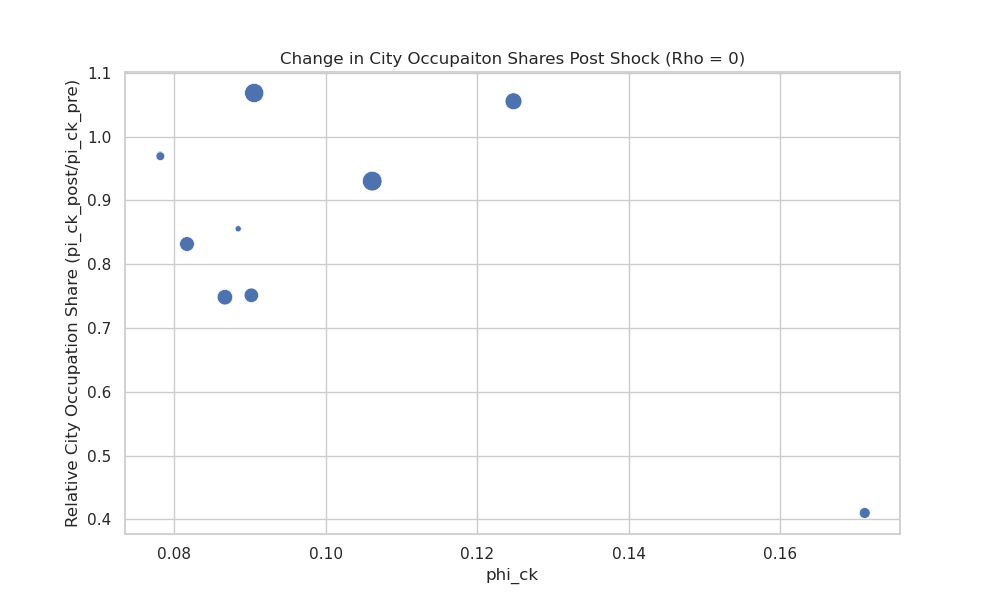 Change in City Occupaiton Shares Post Shock (Rho = 0)
Relative City Occupation Share (pi_ck_post/pi_ck_pre)
1.1
1.0
0.9
0.8
0.7
0.6
0.5
0.4
0.08 0.10 0.12 0.14 0.16
phi_ck